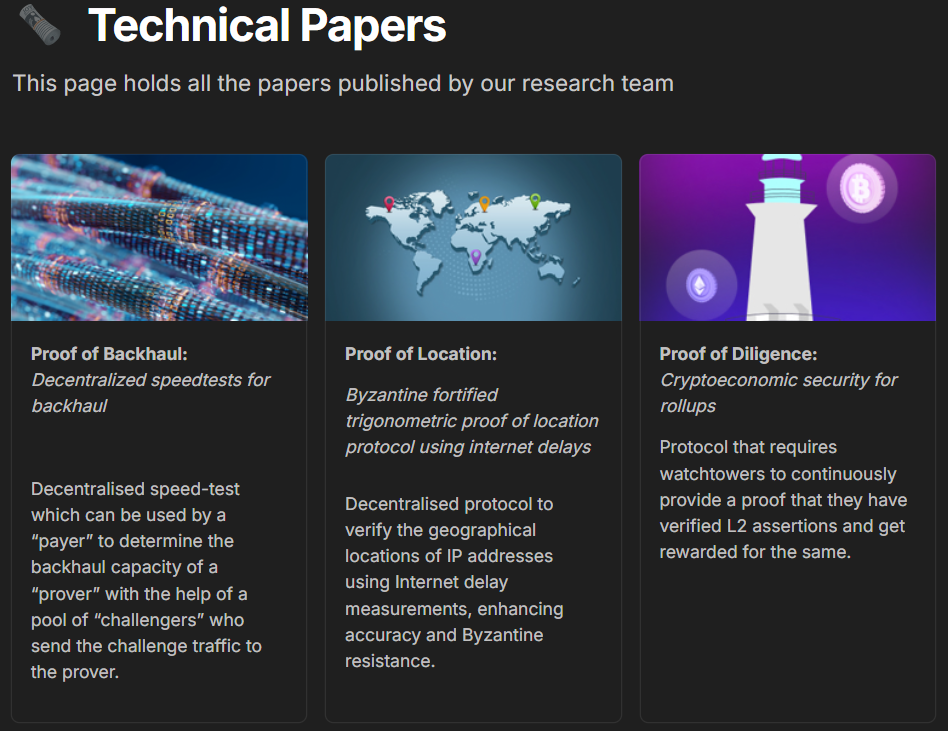 Technical Papers
This page holds all the papers published by our research team
Proof of Backhaul:
Decentralized speedtests for
backhaul
Decentralised speed-test
which can be used by a
“payer” to determine the
backhaul capacity of a
“prover” with the help of a
pool of “challengers” who
send the challenge traffic to
the prover.
Proof of Location:
Byzantine fortified
trigonometric proof of location
protocol using internet delays
Decentralised protocol to
verify the geographical
locations of IP addresses
using Internet delay
measurements, enhancing
accuracy and Byzantine
resistance.
Proof of Diligence:
Cryptoeconomic security for
rollups
Protocol that requires
watchtowers to continuously
provide a proof that they have
verified L2 assertions and get
rewarded for the same.